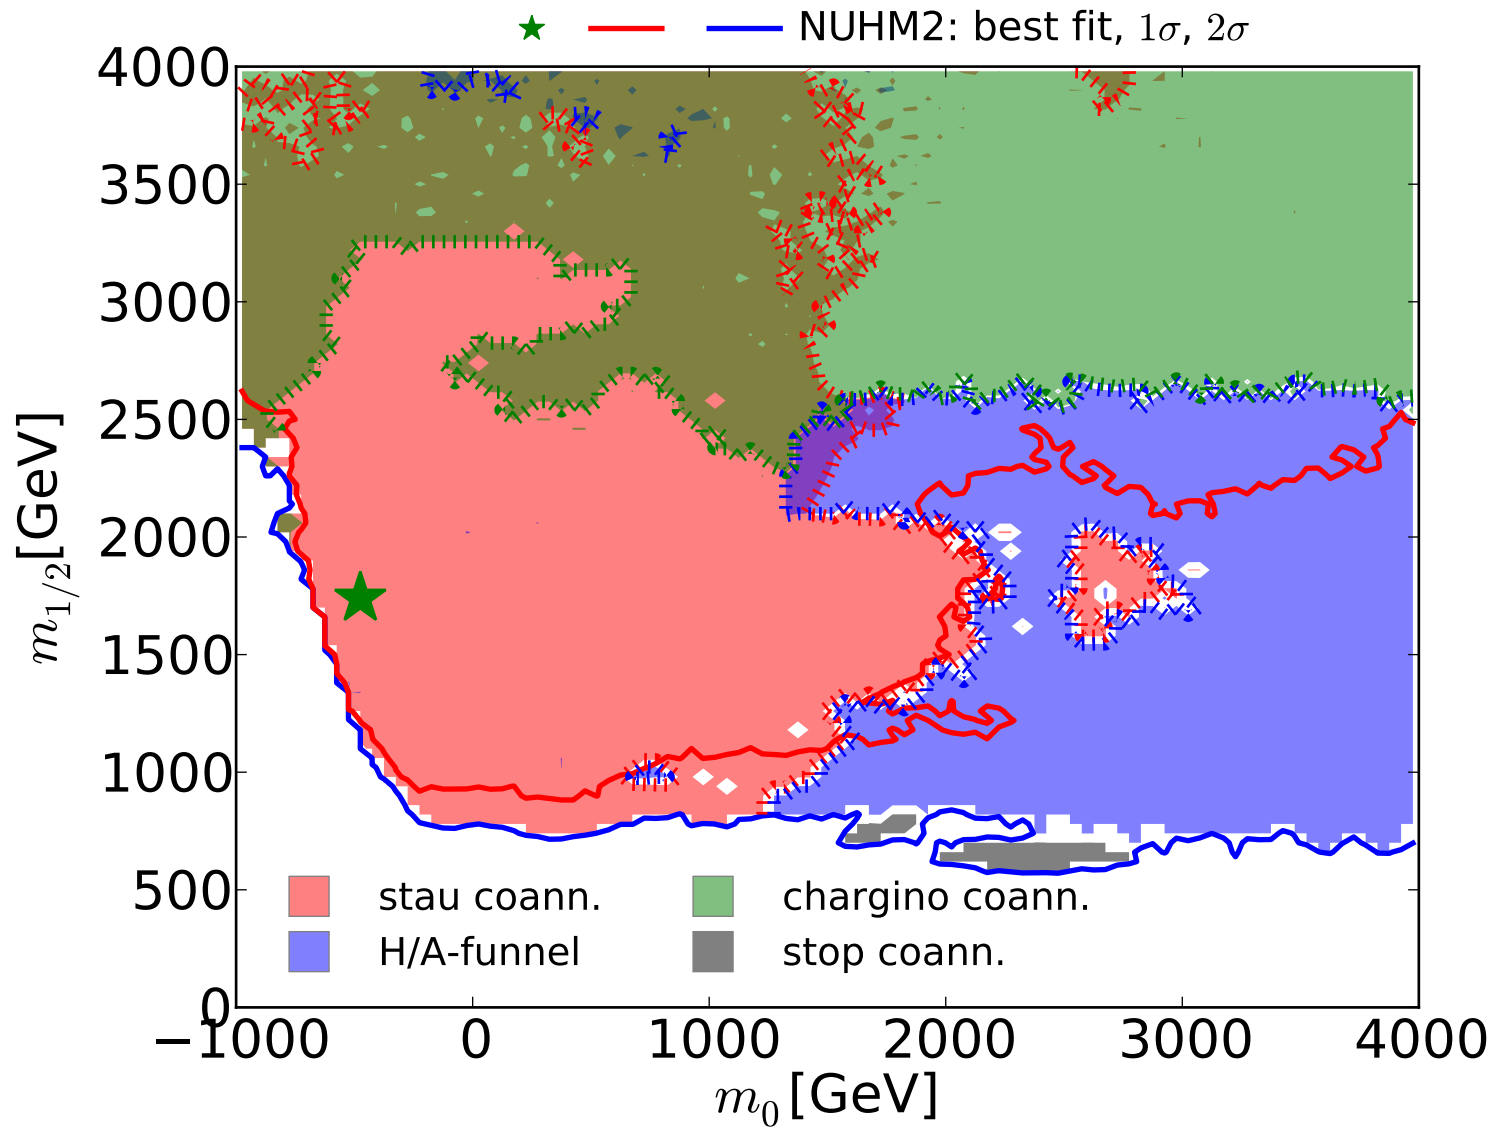 NUHM2: best fit, 1σ, 2σ
4000
3500
3000
2500
2000
1500
1000
500
0
m₁/₂[GeV]
stau coann.
chargino coann.
H/A-funnel
stop coann.
−1000 0 1000 2000 3000 4000
m₀[GeV]